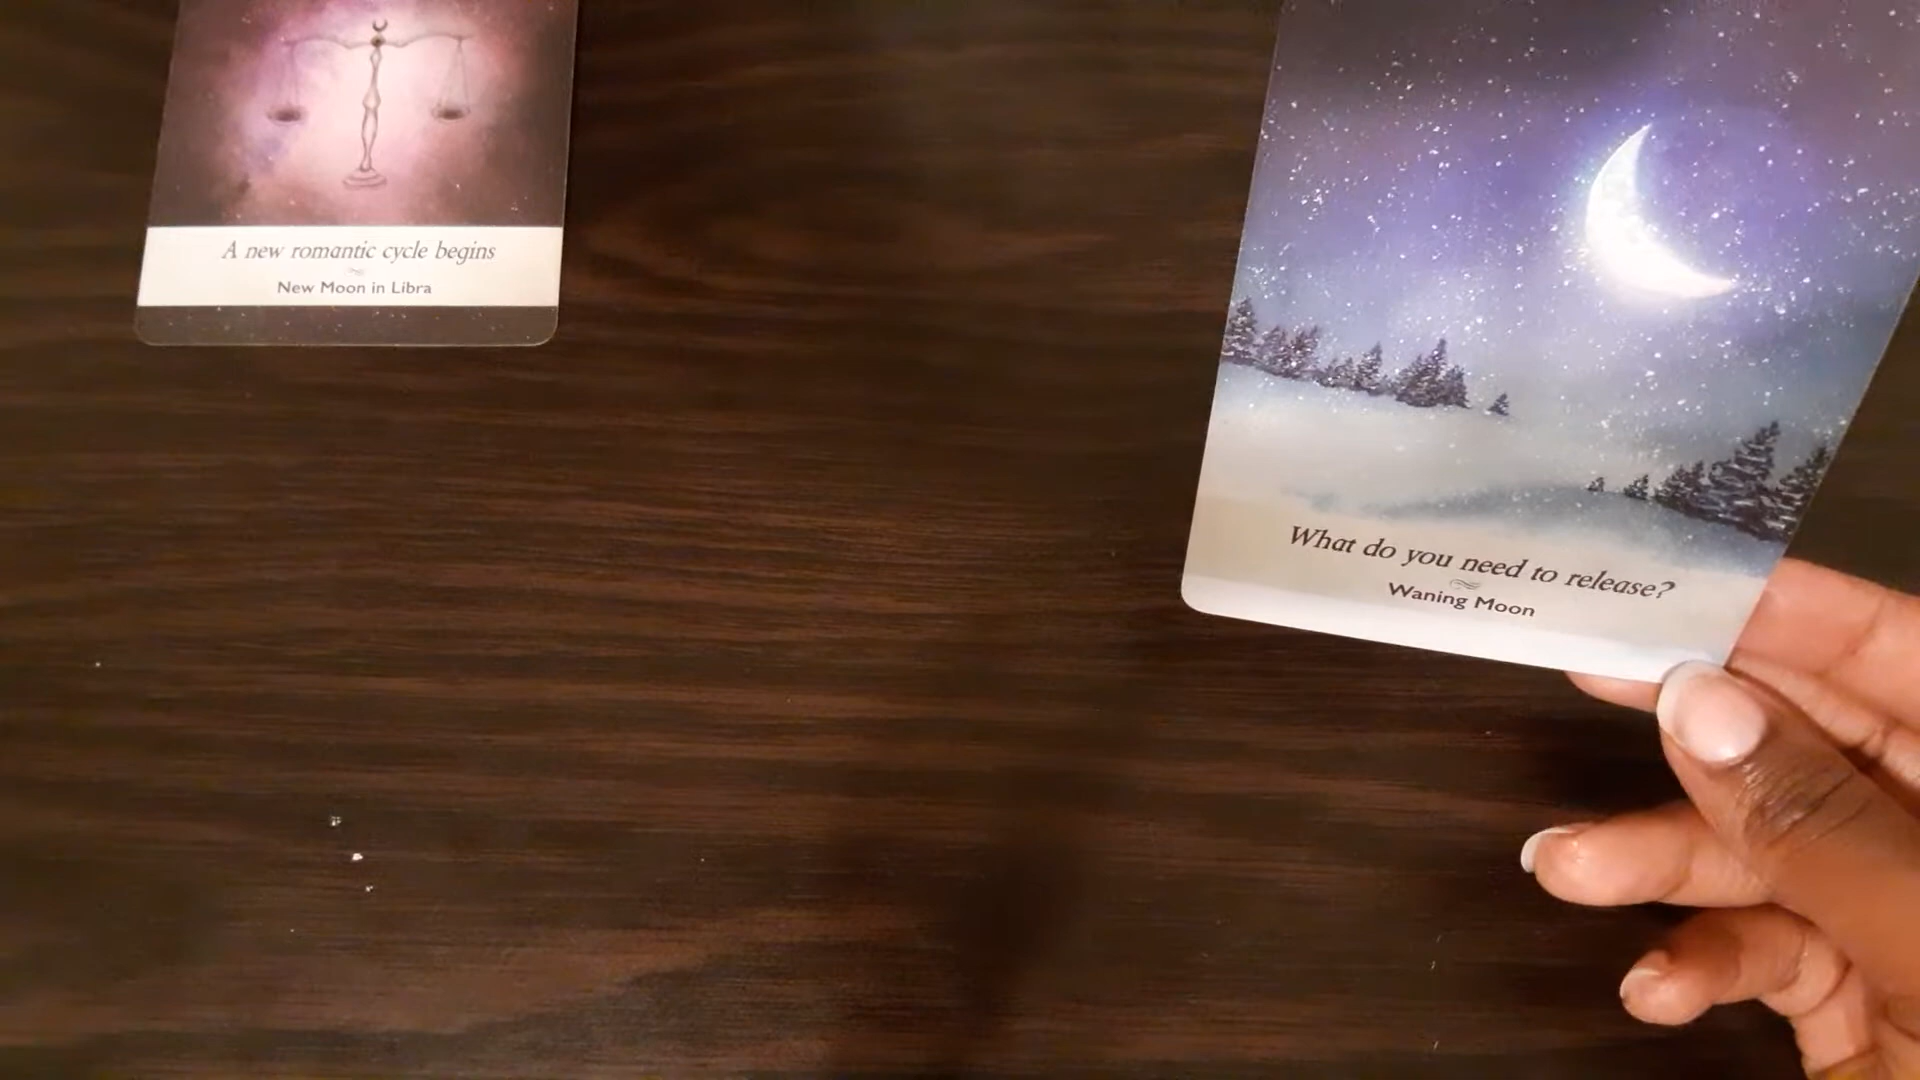 A new romantic cycle begins
New Moon in Libra
What do you need to release?
Waning Moon